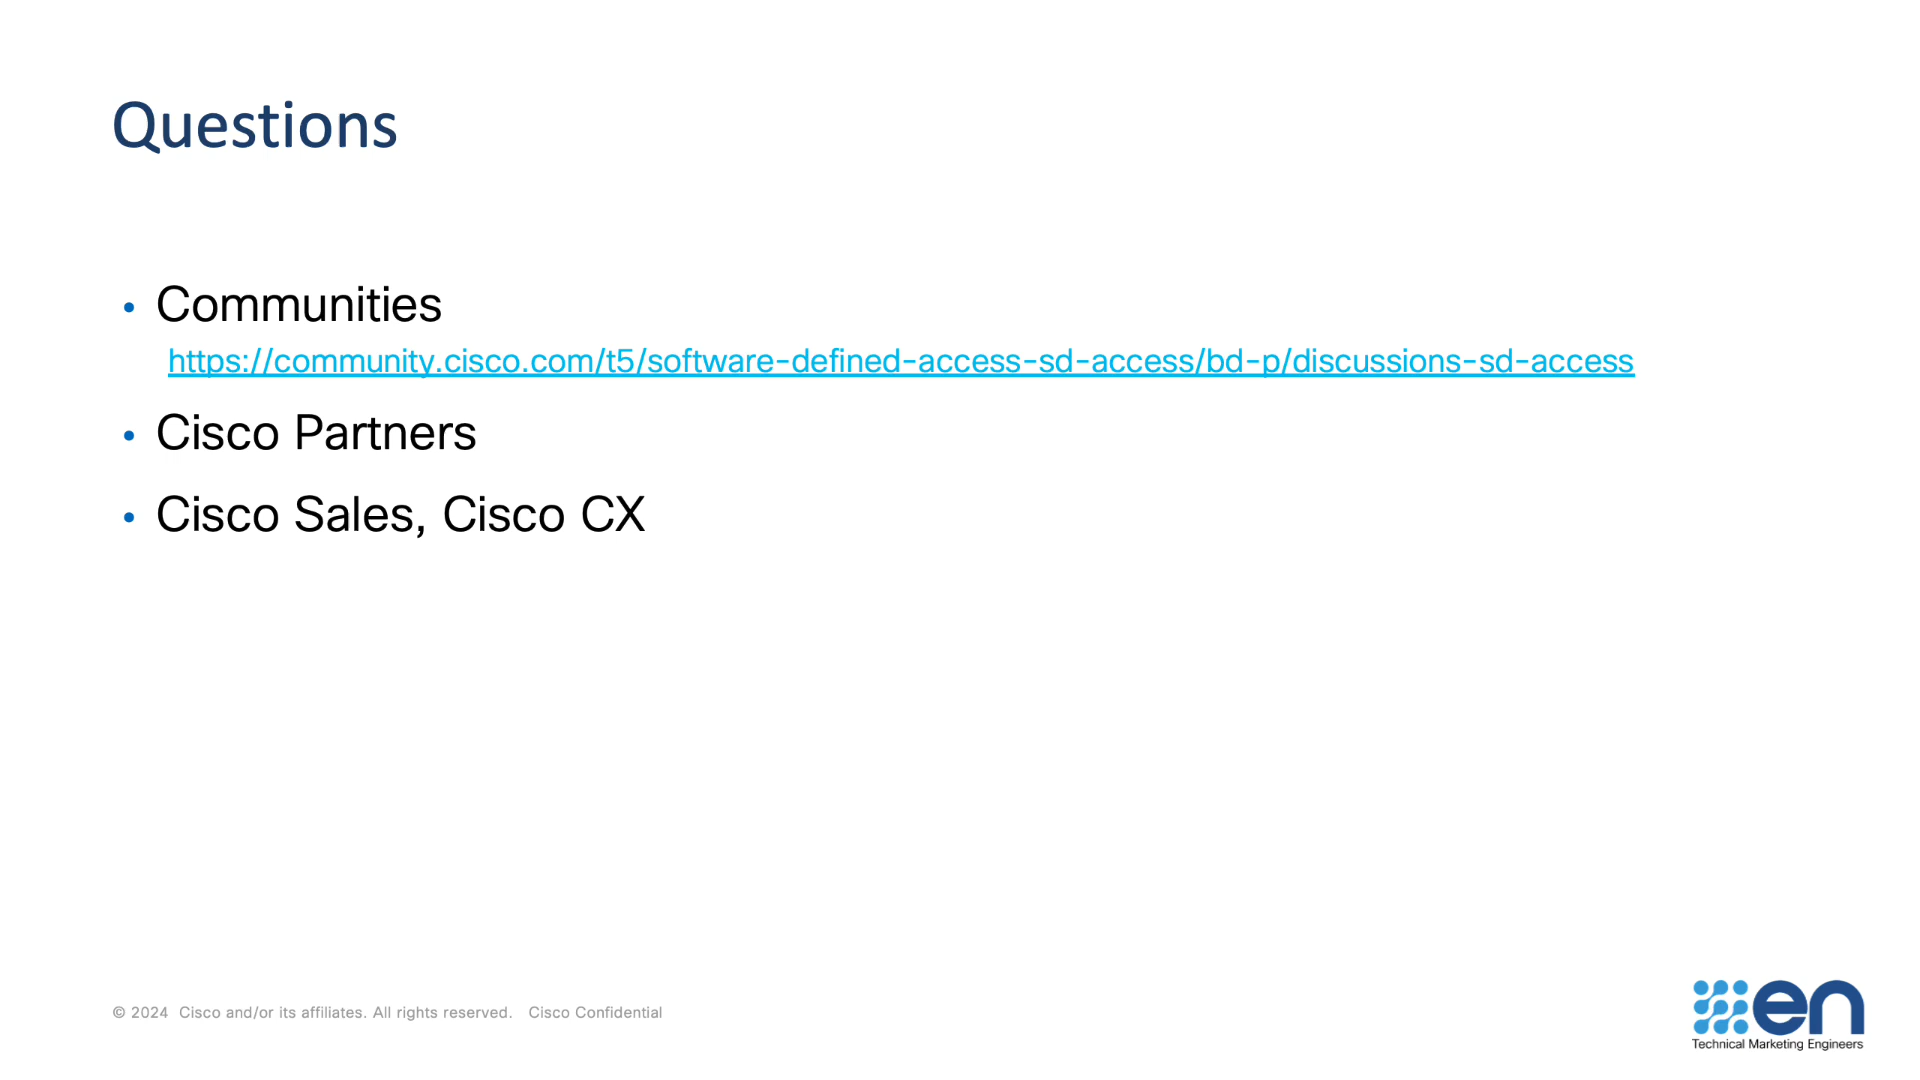 Questions
• Communities
https://community.cisco.com/t5/software-defined-access-sd-access/bd-p/discussions-sd-access
• Cisco Partners
• Cisco Sales, Cisco CX
© 2024 Cisco and/or its affiliates. All rights reserved. Cisco Confidential
en
Technical Marketing Engineers